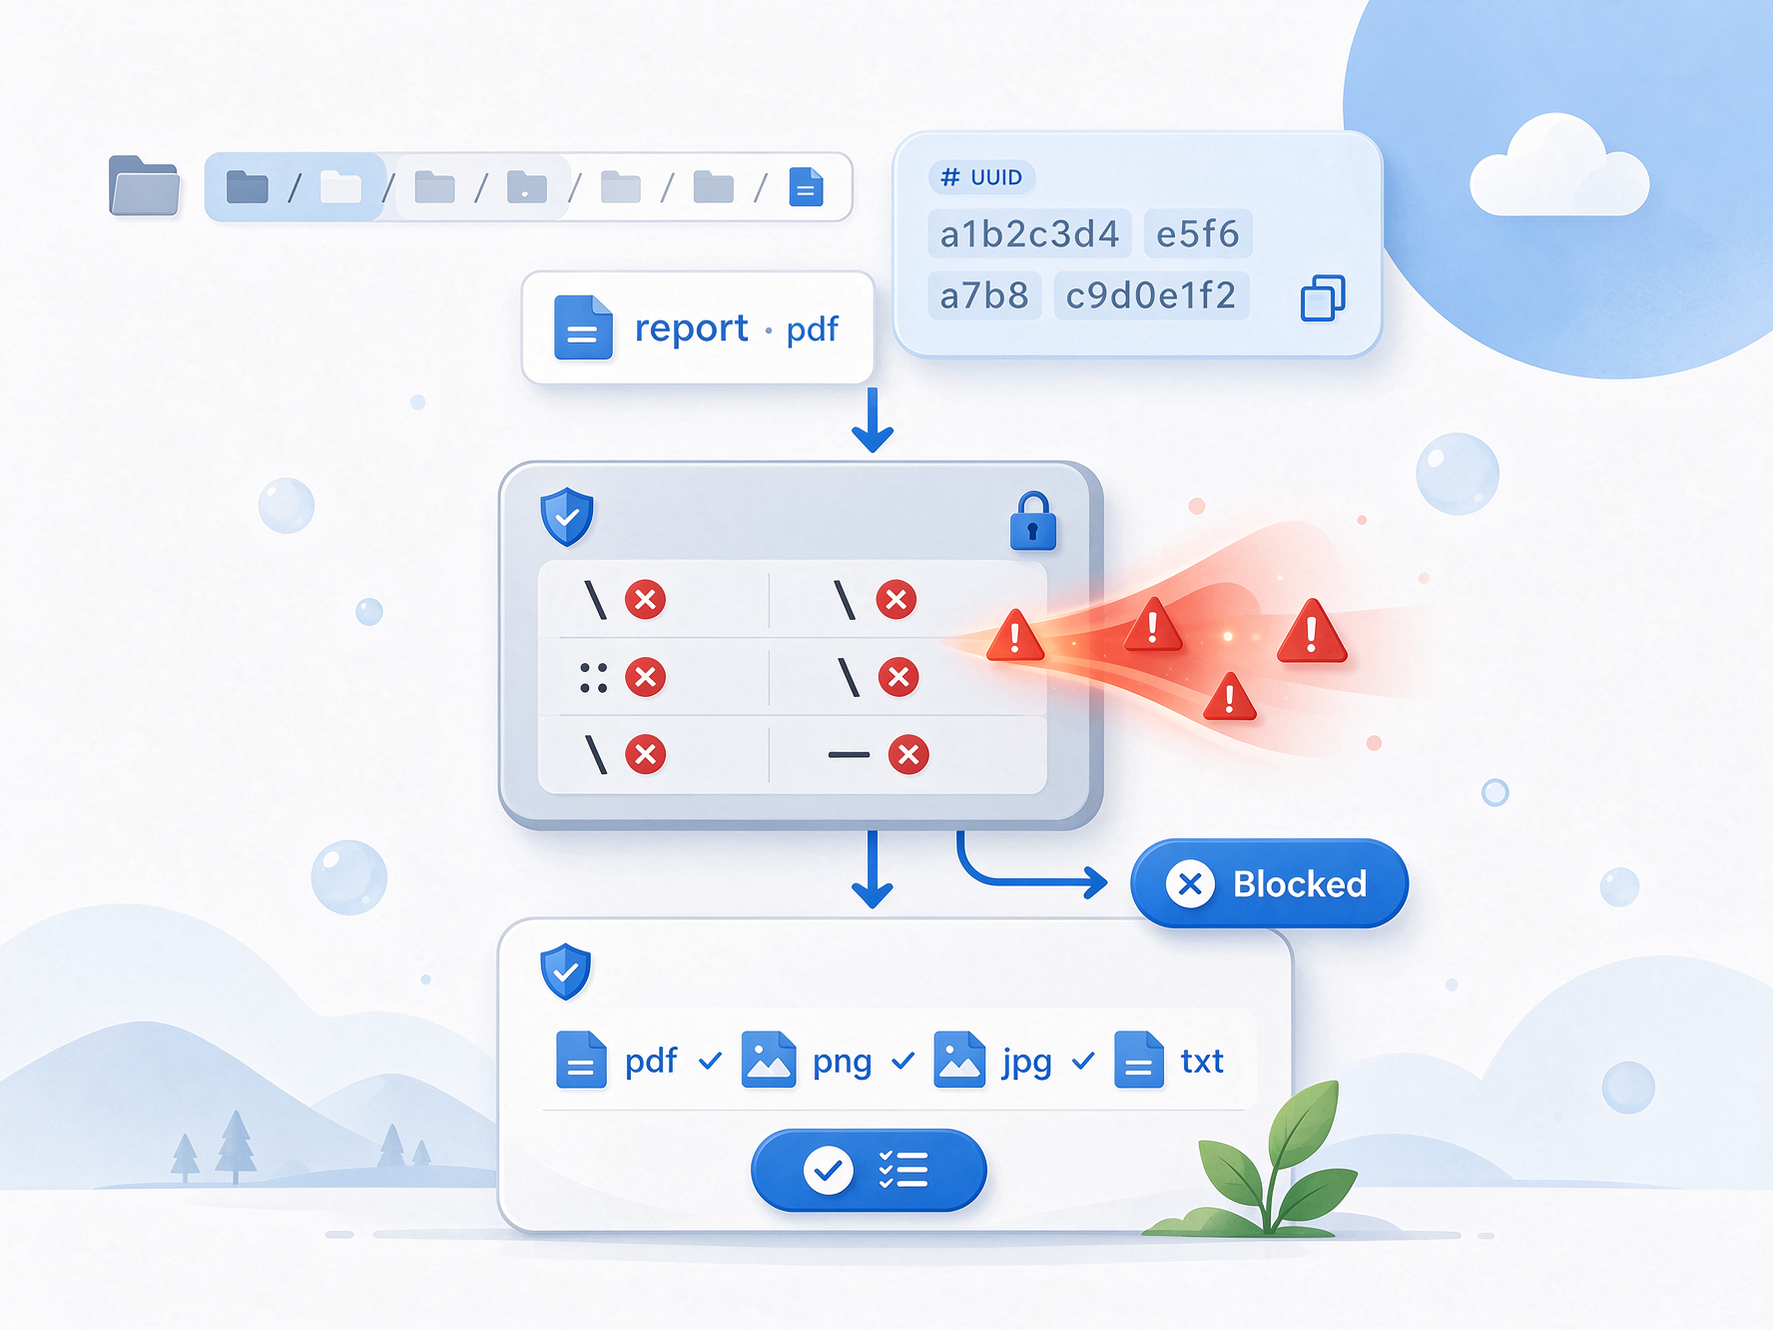 # UUID
a1b2c3d4 e5f6
a7b8 c9d0e1f2
report · pdf
\ \
:: \
\ —
Blocked
pdf png jpg txt